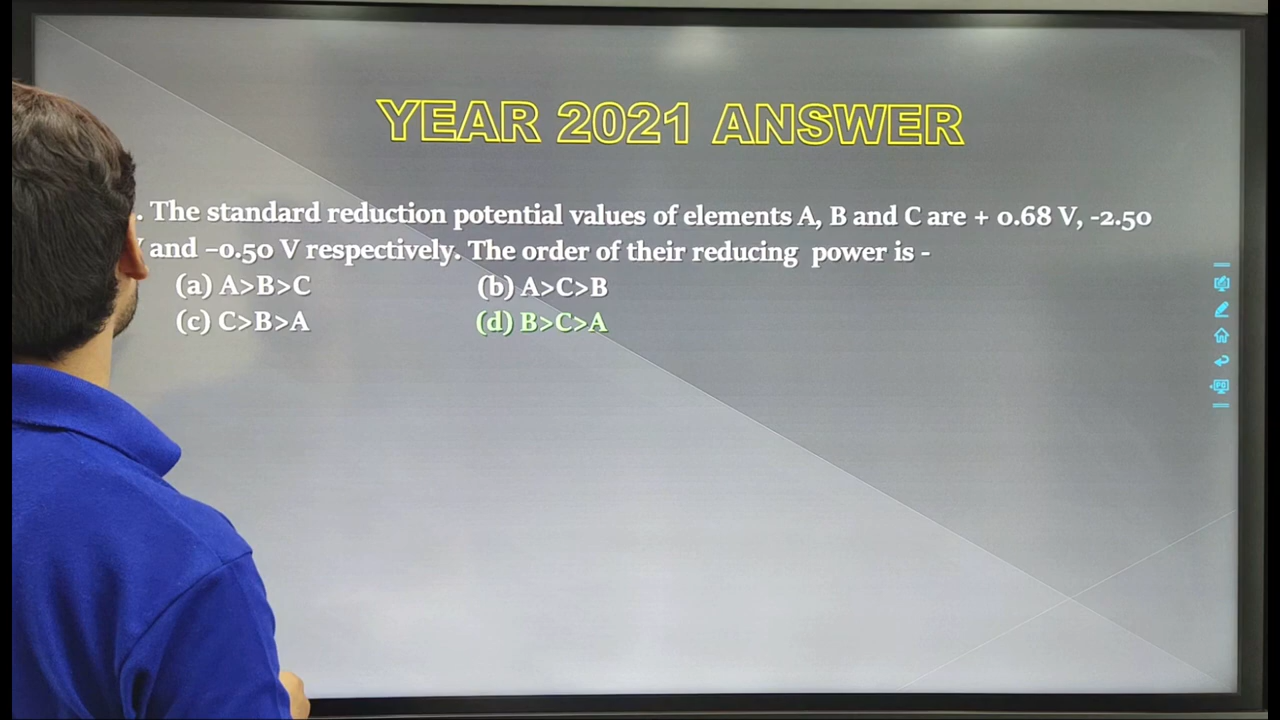 YEAR 2021 ANSWER
. The standard reduction potential values of elements A, B and C are + 0.68 V, -2.50
and –0.50 V respectively. The order of their reducing power is -
(a) A>B>C (b) A>C>B
(c) C>B>A (d) B>C>A